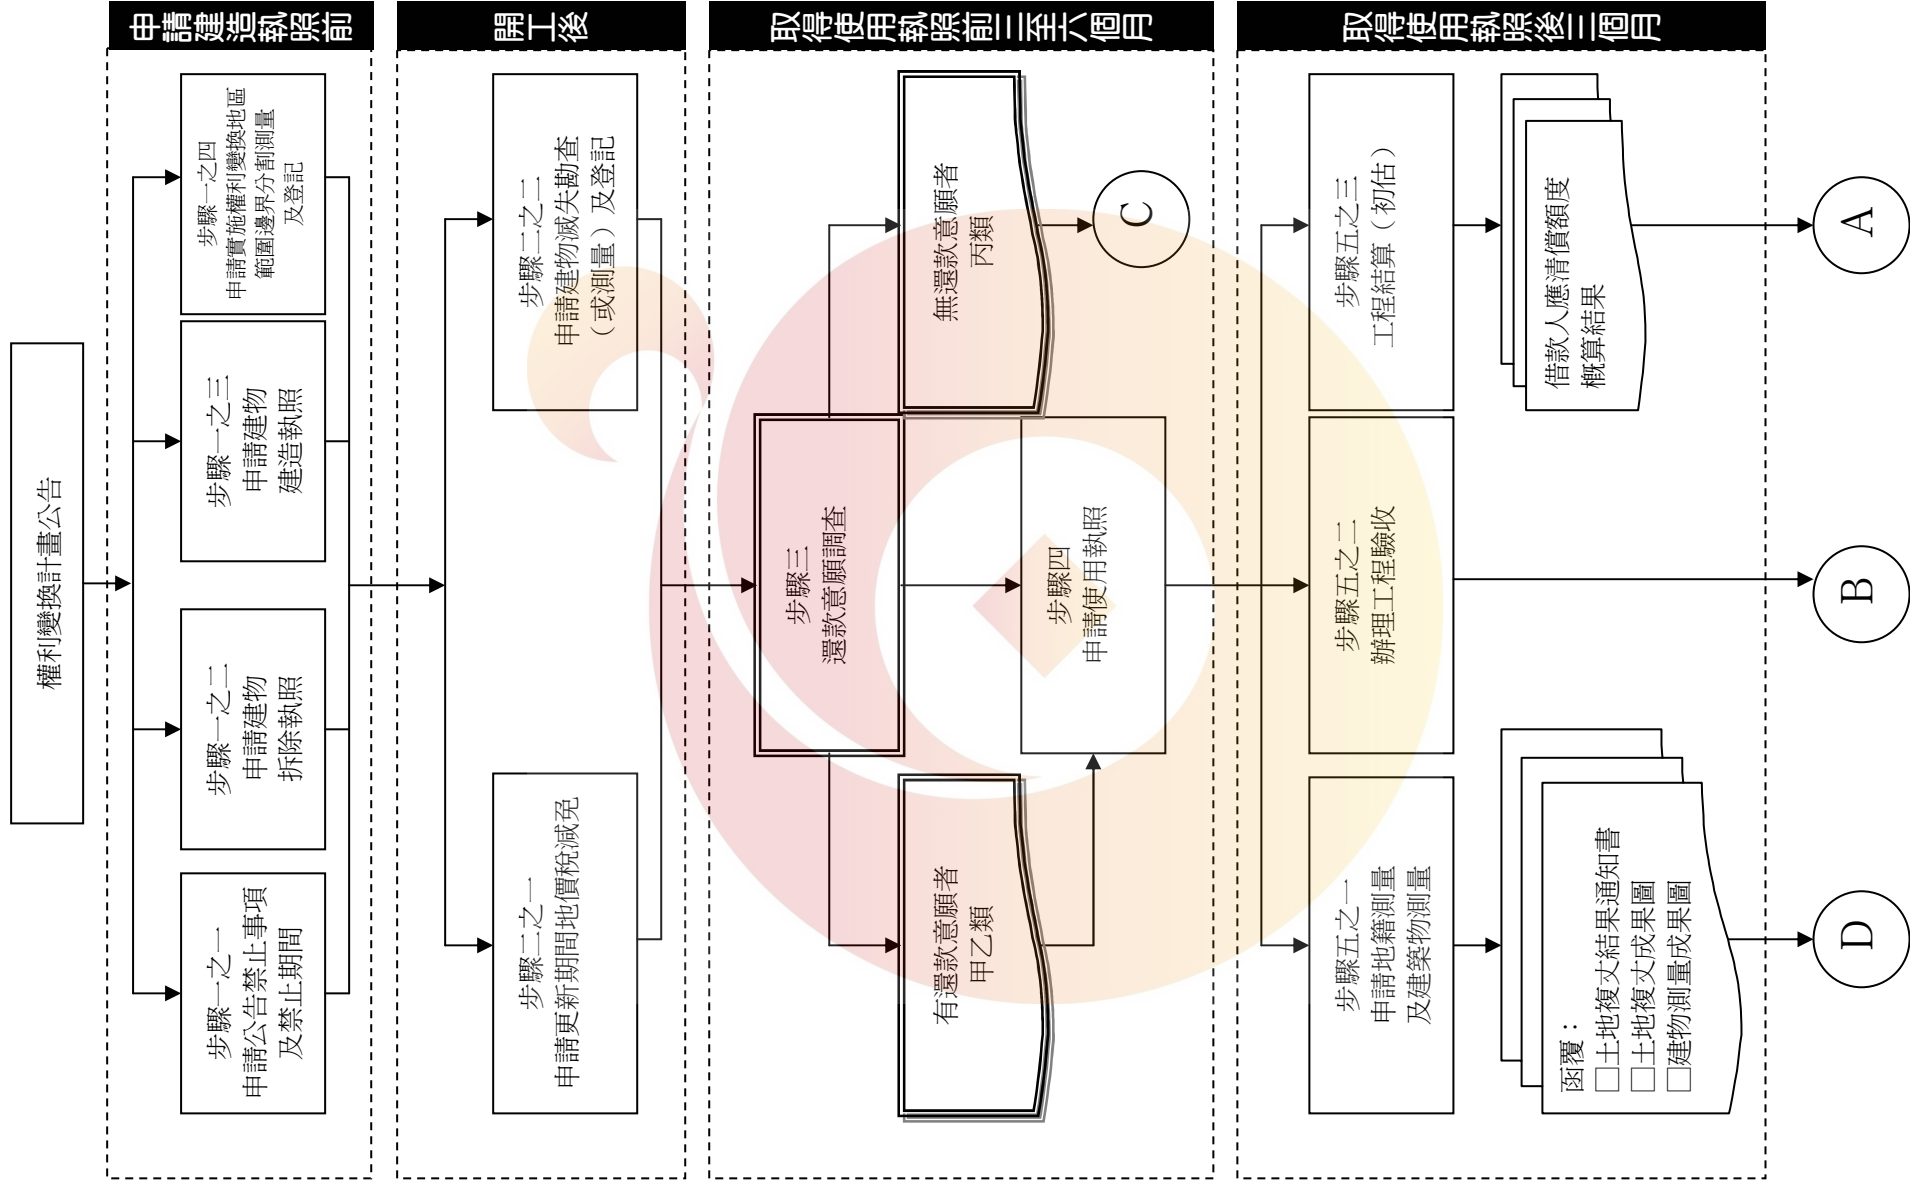 權利變換計畫公告
申請建造執照前
步驟一之一
申請公告禁止事項
及禁止期間
步驟一之二
申請建物
拆除執照
步驟一之三
申請建物
建造執照
步驟一之四
申請實施權利變換地區
範圍邊界分割測量
及登記
開工後
步驟二之一
申請更新期間地價稅減免
步驟二之二
申請建物滅失勘查
（或測量）及登記
取得使用執照前三至六個月
步驟三
還款意願調查
有還款意願者
甲乙類
無還款意願者
丙類
步驟四
申請使用執照
C
取得使用執照後三個月
步驟五之一
申請地籍測量
及建築物測量
步驟五之二
辦理工程驗收
步驟五之三
工程結算（初估）
函覆：
□土地複丈結果通知書
□土地複丈成果圖
□建物測量成果圖
借款人應清償額度
概算結果
D
B
A